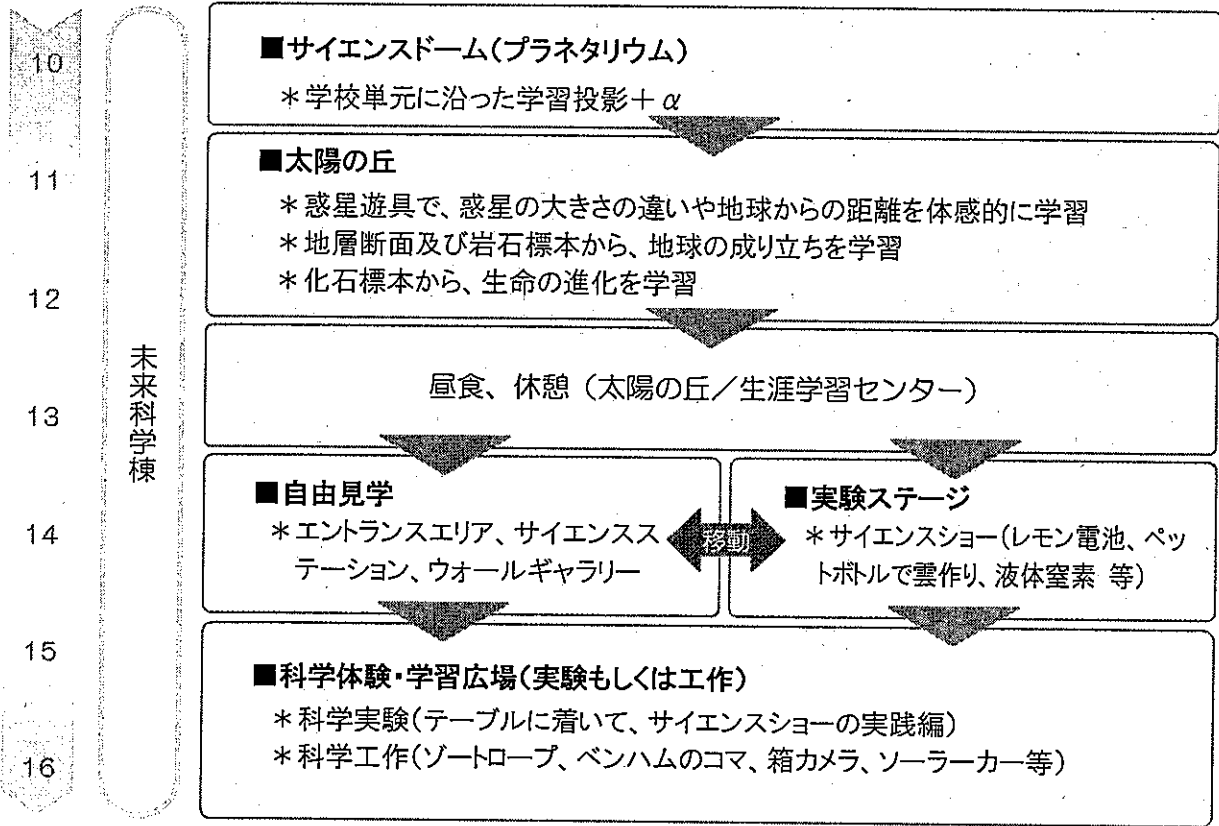 10
11
12
13
14
15
16
未来科学棟
■サイエンスドーム(プラネタリウム)
＊学校単元に沿った学習投影＋α
■太陽の丘
＊惑星遊具で、惑星の大きさの違いや地球からの距離を体感的に学習
＊地層断面及び岩石標本から、地球の成り立ちを学習
＊化石標本から、生命の進化を学習
昼食、休憩（太陽の丘／生涯学習センター）
■自由見学
＊エントランスエリア、サイエンスス
テーション、ウォールギャラリー
移動
■実験ステージ
＊サイエンスショー(レモン電池、ペッ
トボトルで雲作り、液体窒素 等)
■科学体験・学習広場(実験もしくは工作)
＊科学実験(テーブルに着いて、サイエンスショーの実践編)
＊科学工作(ゾートロープ、ベンハムのコマ、箱カメラ、ソーラーカー等)